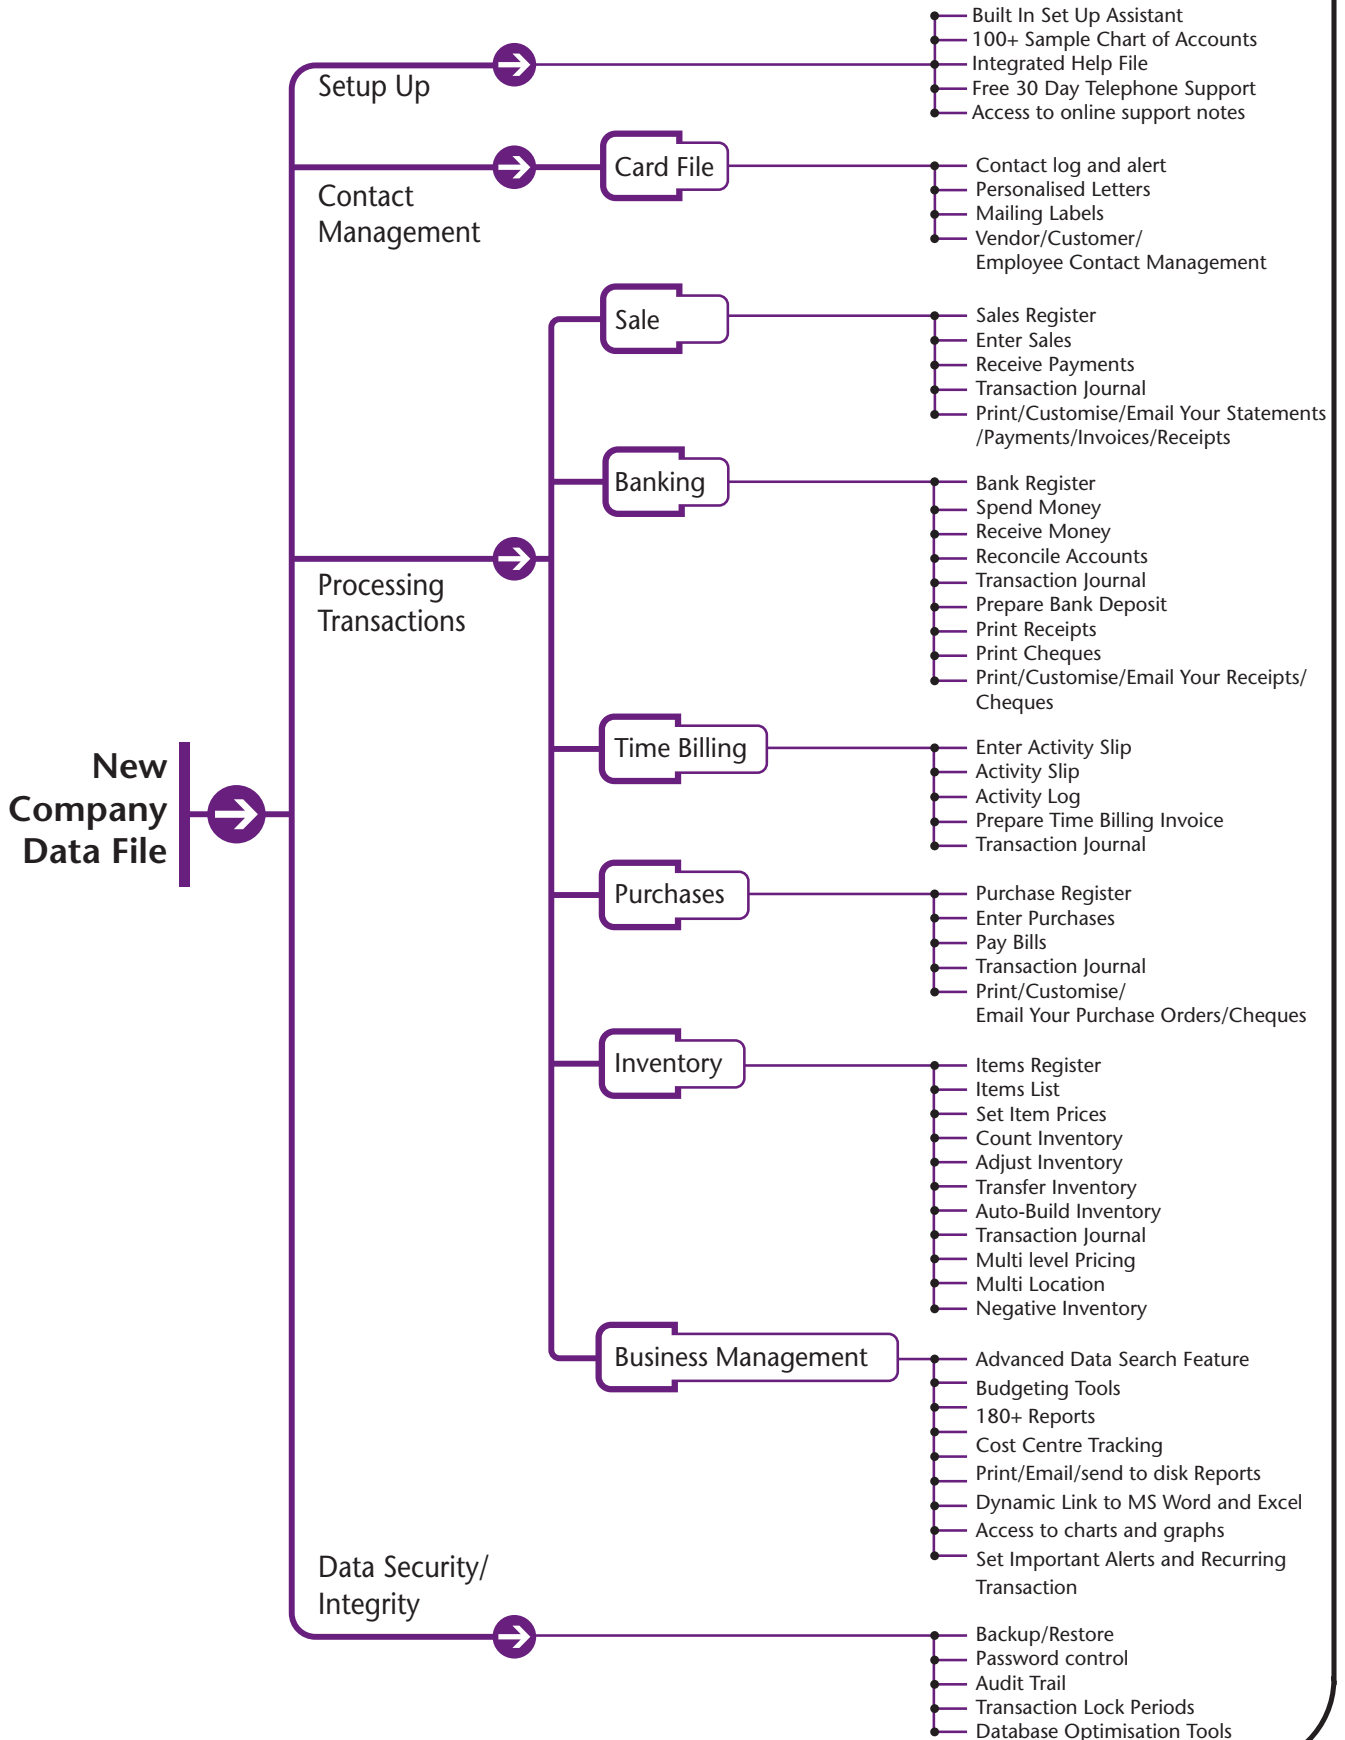 New
Company
Data File
Setup Up
Built In Set Up Assistant
100+ Sample Chart of Accounts
Integrated Help File
Free 30 Day Telephone Support
Access to online support notes
Contact
Management
Card File
Contact log and alert
Personalised Letters
Mailing Labels
Vendor/Customer/
Employee Contact Management
Processing
Transactions
Sale
Sales Register
Enter Sales
Receive Payments
Transaction Journal
Print/Customise/Email Your Statements
/Payments/Invoices/Receipts
Banking
Bank Register
Spend Money
Receive Money
Reconcile Accounts
Transaction Journal
Prepare Bank Deposit
Print Receipts
Print Cheques
Print/Customise/Email Your Receipts/
Cheques
Time Billing
Enter Activity Slip
Activity Slip
Activity Log
Prepare Time Billing Invoice
Transaction Journal
Purchases
Purchase Register
Enter Purchases
Pay Bills
Transaction Journal
Print/Customise/
Email Your Purchase Orders/Cheques
Inventory
Items Register
Items List
Set Item Prices
Count Inventory
Adjust Inventory
Transfer Inventory
Auto-Build Inventory
Transaction Journal
Multi level Pricing
Multi Location
Negative Inventory
Business Management
Advanced Data Search Feature
Budgeting Tools
180+ Reports
Cost Centre Tracking
Print/Email/send to disk Reports
Dynamic Link to MS Word and Excel
Access to charts and graphs
Set Important Alerts and Recurring
Transaction
Data Security/
Integrity
Backup/Restore
Password control
Audit Trail
Transaction Lock Periods
Database Optimisation Tools